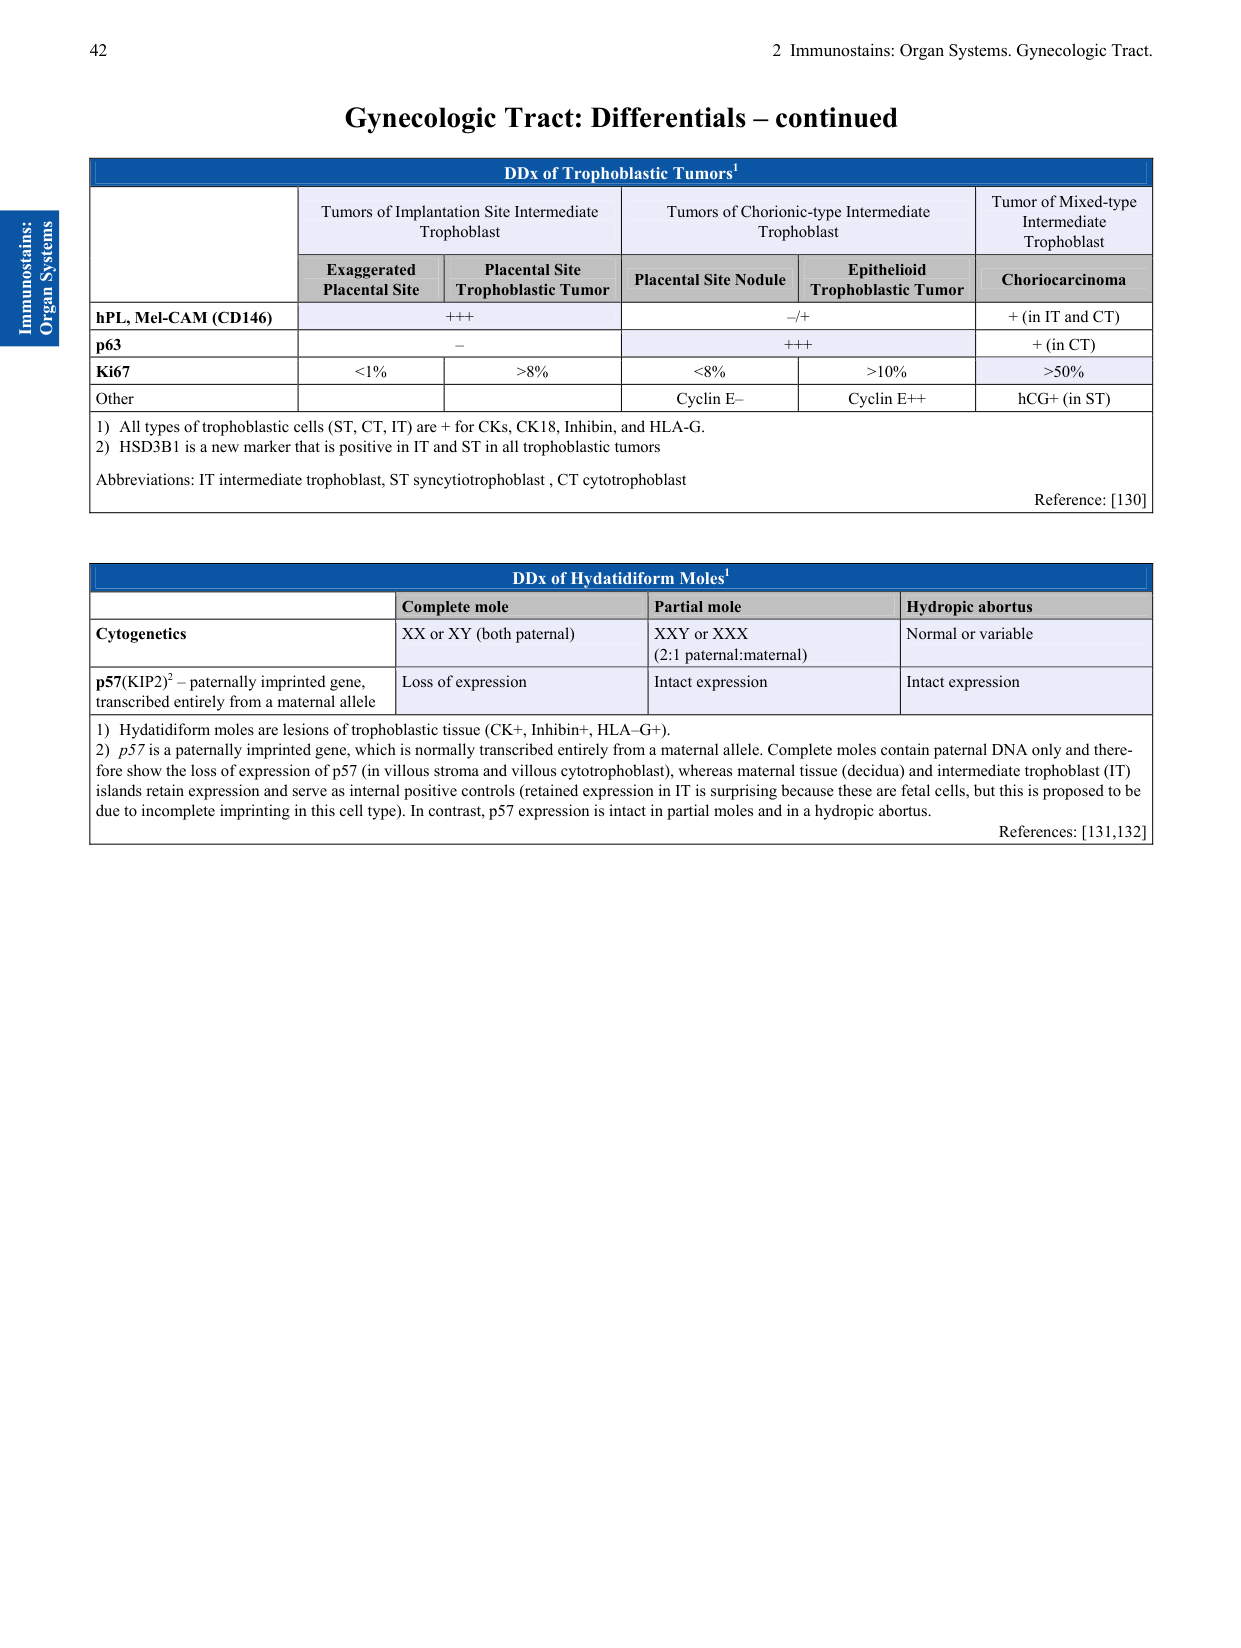 42
2 Immunostains: Organ Systems. Gynecologic Tract.
Gynecologic Tract: Differentials – continued
Immunostains:
Organ Systems
DDx of Trophoblastic Tumors1
Tumors of Implantation Site Intermediate
Trophoblast
Tumors of Chorionic-type Intermediate
Trophoblast
Tumor of Mixed-type
Intermediate
Trophoblast
Exaggerated
Placental Site
Placental Site
Trophoblastic Tumor
Placental Site Nodule
Epithelioid
Trophoblastic Tumor
Choriocarcinoma
hPL, Mel-CAM (CD146) +++ –/+ + (in IT and CT)
p63 – +++ + (in CT)
Ki67 <1% >8% <8% >10% >50%
Other Cyclin E– Cyclin E++ hCG+ (in ST)
1) All types of trophoblastic cells (ST, CT, IT) are + for CKs, CK18, Inhibin, and HLA-G.
2) HSD3B1 is a new marker that is positive in IT and ST in all trophoblastic tumors
Abbreviations: IT intermediate trophoblast, ST syncytiotrophoblast , CT cytotrophoblast
Reference: [130]
DDx of Hydatidiform Moles1
Complete mole Partial mole Hydropic abortus
Cytogenetics XX or XY (both paternal) XXY or XXX Normal or variable
(2:1 paternal:maternal)
p57(KIP2)2 – paternally imprinted gene, Loss of expression Intact expression Intact expression
transcribed entirely from a maternal allele
1) Hydatidiform moles are lesions of trophoblastic tissue (CK+, Inhibin+, HLA–G+).
2) p57 is a paternally imprinted gene, which is normally transcribed entirely from a maternal allele. Complete moles contain paternal DNA only and there-
fore show the loss of expression of p57 (in villous stroma and villous cytotrophoblast), whereas maternal tissue (decidua) and intermediate trophoblast (IT)
islands retain expression and serve as internal positive controls (retained expression in IT is surprising because these are fetal cells, but this is proposed to be
due to incomplete imprinting in this cell type). In contrast, p57 expression is intact in partial moles and in a hydropic abortus.
References: [131,132]